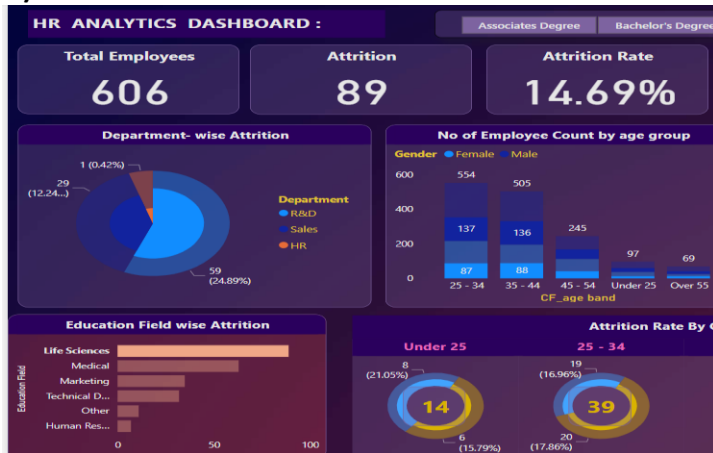 HR ANALYTICS DASHBOARD :
Associates Degree
Bachelor's Degree
Total Employees
606
Attrition
89
Attrition Rate
14.69%
Department- wise Attrition
1 (0.42%)
29
(12.24...)
59
(24.89%)
Department
R&D
Sales
HR
No of Employee Count by age group
Gender Female Male
600
400
200
0
554
505
245
97
69
137
136
87
88
25 - 34 35 - 44 45 - 54 Under 25 Over 55
CF_age band
Education Field wise Attrition
Education Field
Life Sciences
Medical
Marketing
Technical D...
Other
Human Res...
0 50 100
Attrition Rate By
Under 25
25 - 34
8
(21.05%)
14
6
(15.79%)
19
(16.96%)
39
20
(17.86%)